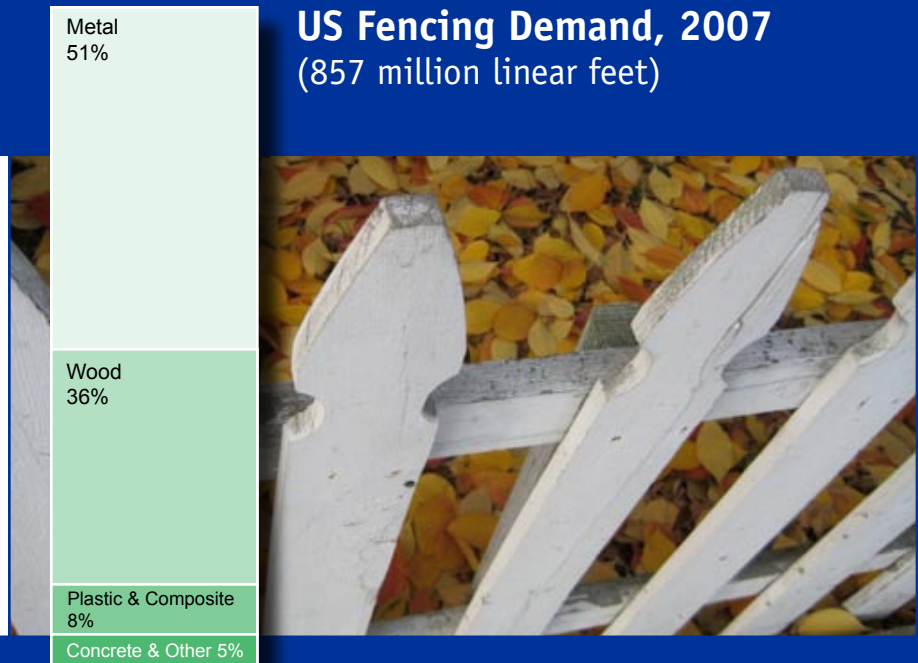 US Fencing Demand, 2007
(857 million linear feet)
Metal
51%
Wood
36%
Plastic & Composite
8%
Concrete & Other 5%